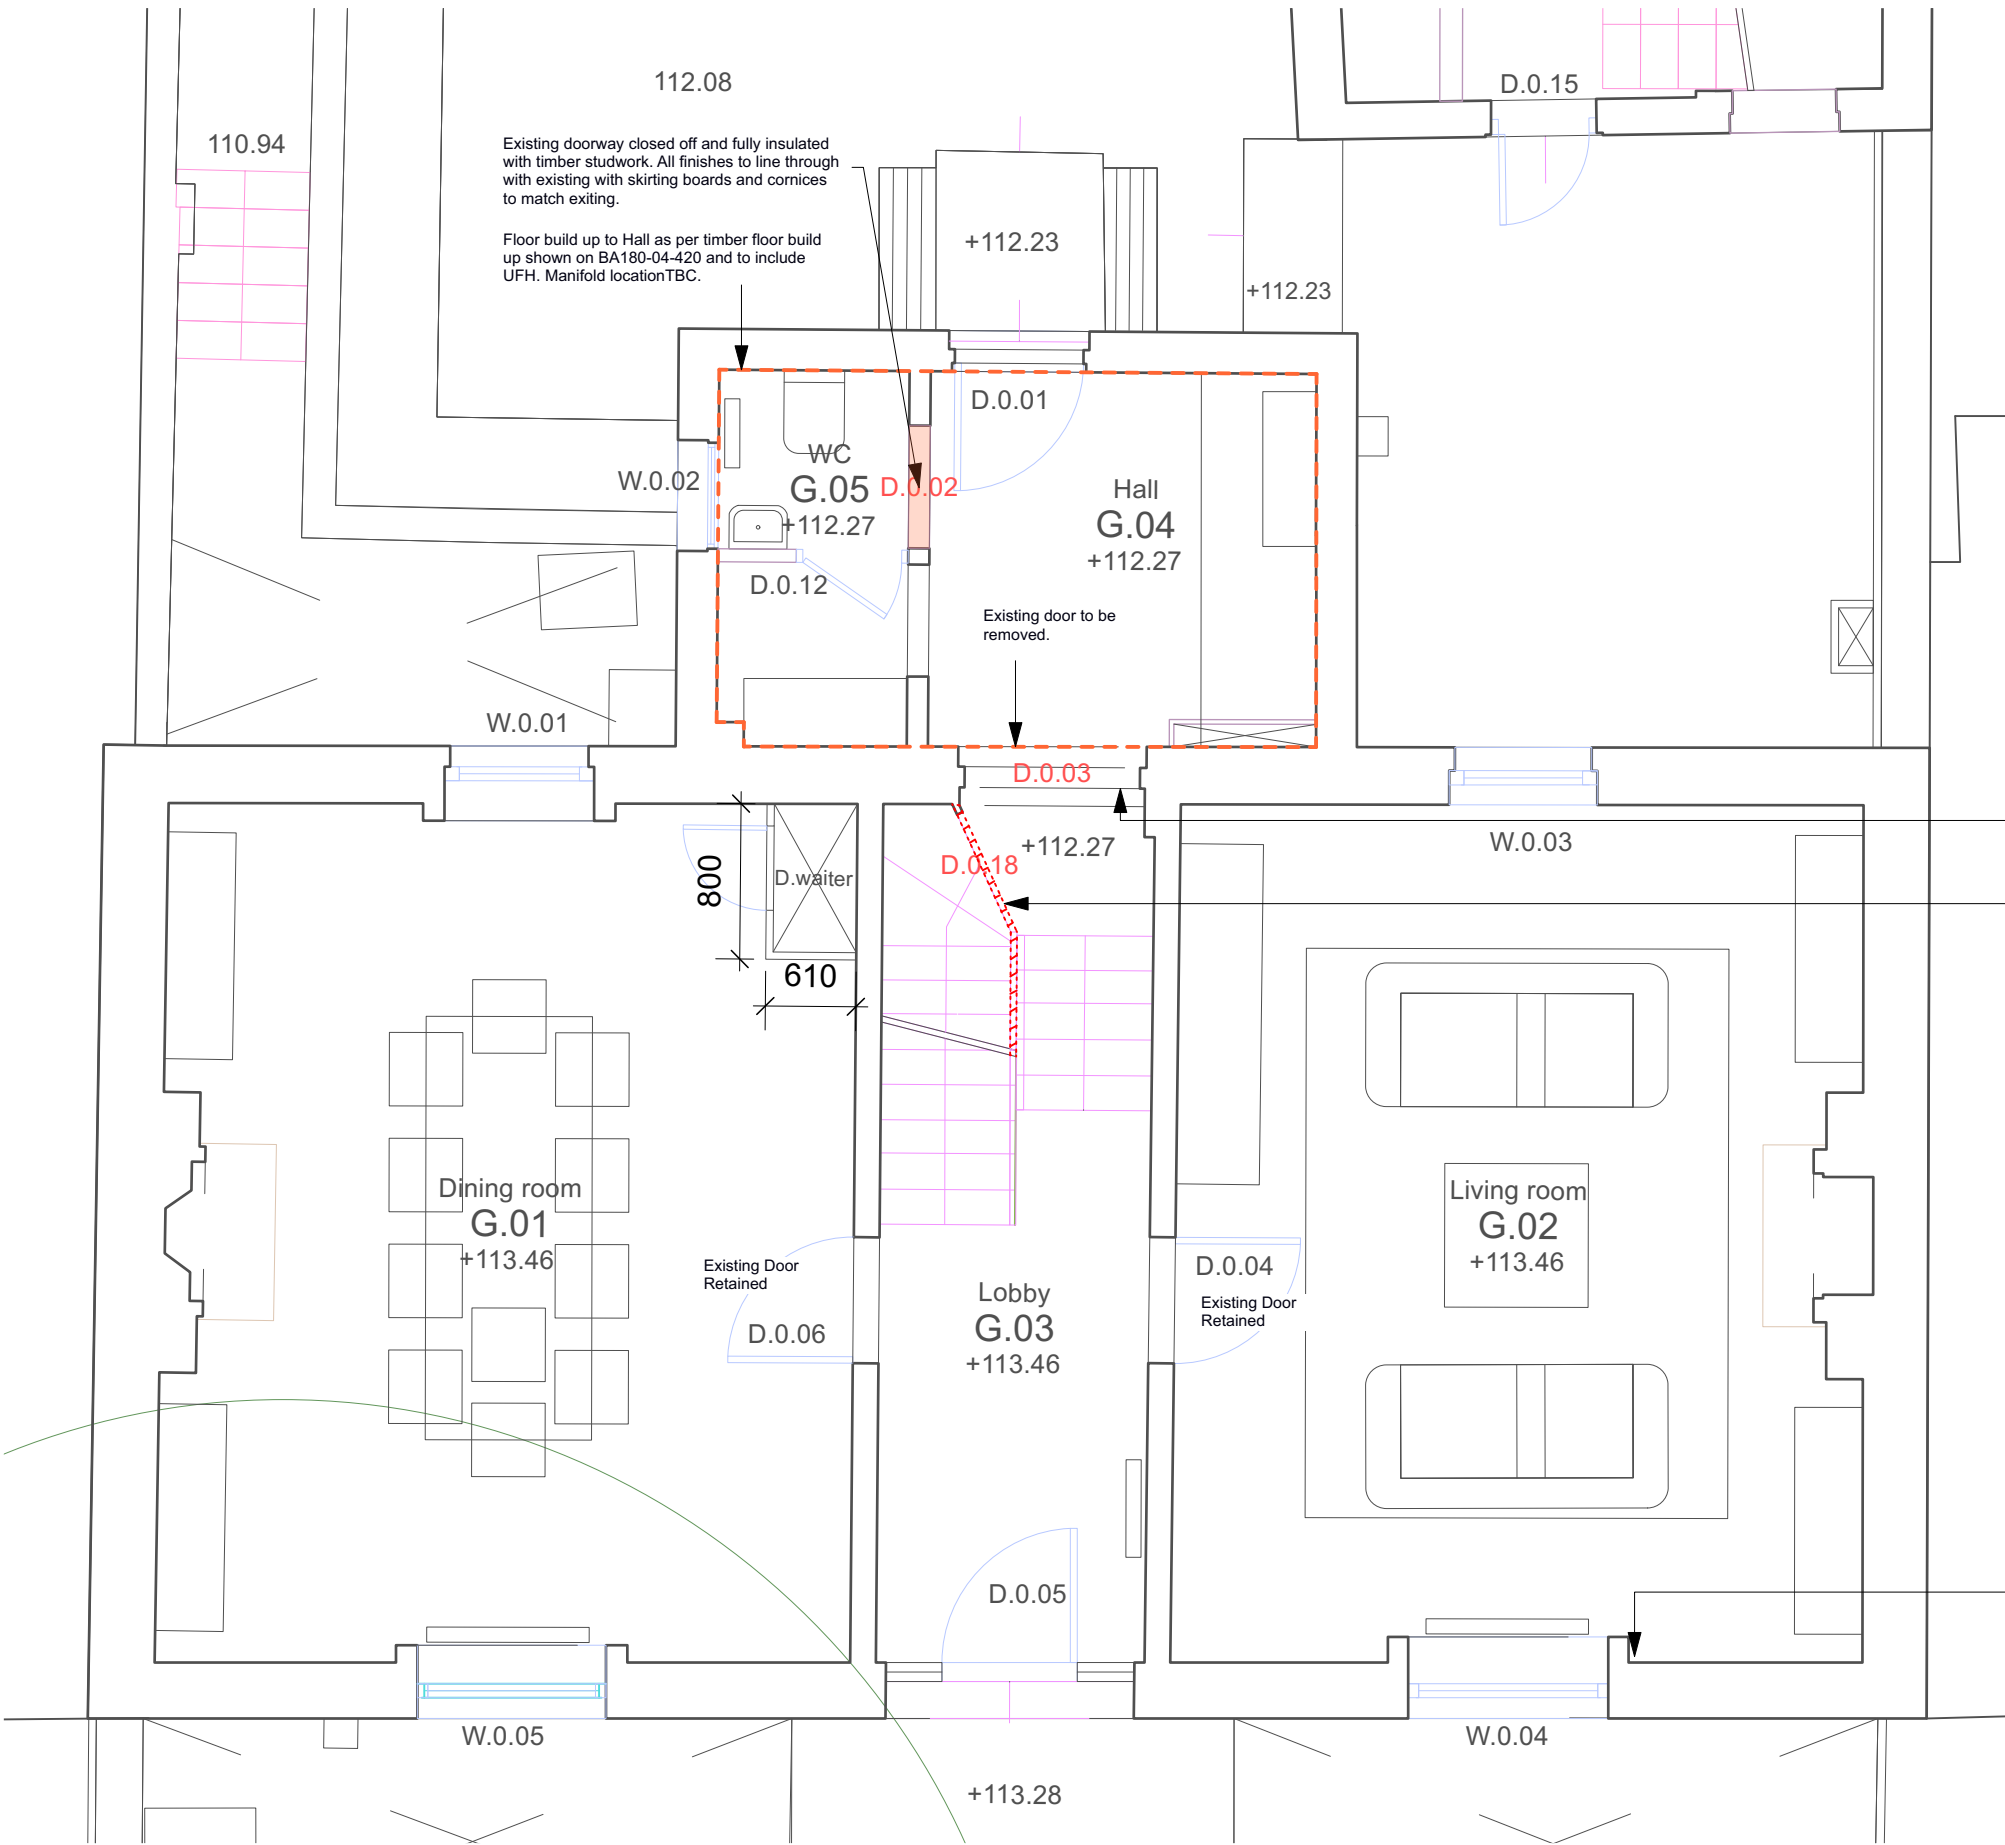 112.08
D.0.15
110.94
Existing doorway closed off and fully insulated
with timber studwork. All finishes to line through
with existing with skirting boards and cornices
to match exiting.
Floor build up to Hall as per timber floor build
up shown on BA180-04-420 and to include
UFH. Manifold locationTBC.
+112.23
+112.23
D.0.01
WC
G.05
+112.27
D.0.02
W.0.02
Hall
G.04
+112.27
D.0.12
Existing door to be
removed.
W.0.01
D.0.03
+112.27
W.0.03
D.0.18
800
D.waiter
610
Dining room
G.01
+113.46
Existing Door
Retained
D.0.06
Lobby
G.03
+113.46
D.0.04
Existing Door
Retained
Living room
G.02
+113.46
D.0.05
W.0.05
W.0.04
+113.28